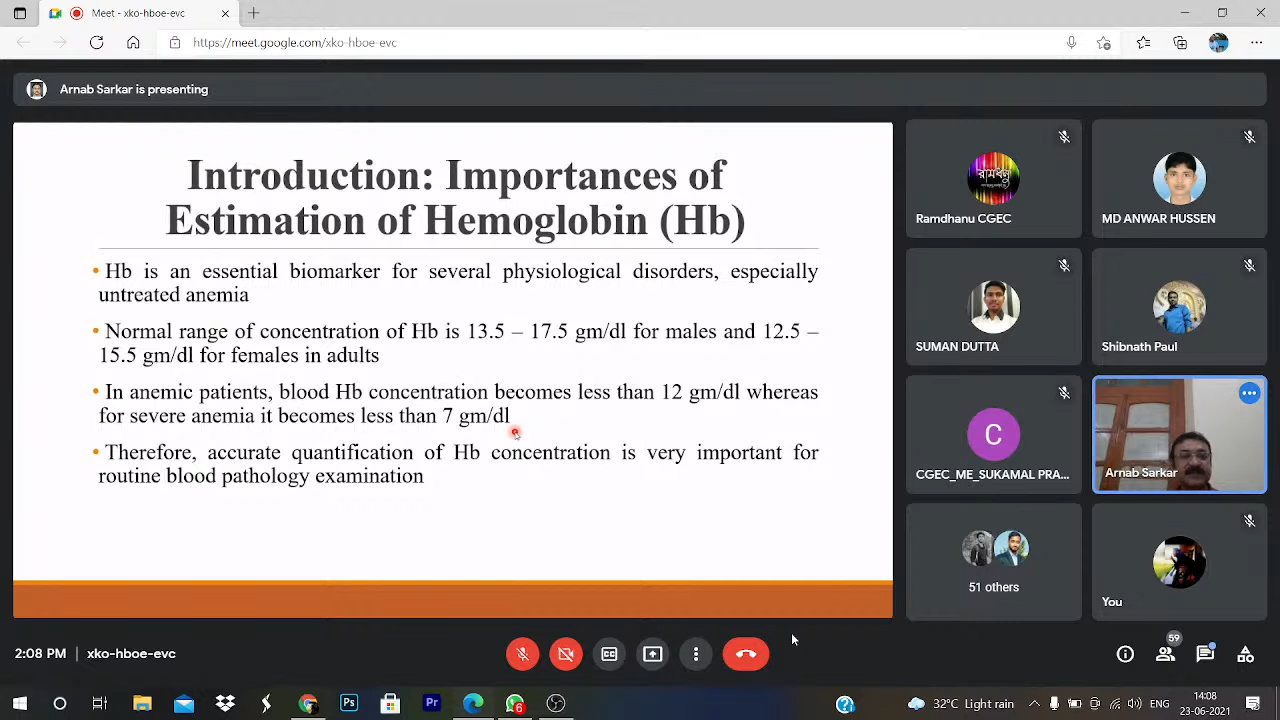 Meet - xko-hboe-evc
https://meet.google.com/xko-hboe-evc
Arnab Sarkar is presenting
Introduction: Importances of
Estimation of Hemoglobin (Hb)
• Hb is an essential biomarker for several physiological disorders, especially
untreated anemia
• Normal range of concentration of Hb is 13.5 – 17.5 gm/dl for males and 12.5 –
15.5 gm/dl for females in adults
• In anemic patients, blood Hb concentration becomes less than 12 gm/dl whereas
for severe anemia it becomes less than 7 gm/dl
• Therefore, accurate quantification of Hb concentration is very important for
routine blood pathology examination
রামধনু
Ramdhanu CGEC
MD ANWAR HUSSEN
SUMAN DUTTA
Shibnath Paul
C
CGEC_ME_SUKAMAL PRA...
Arnab Sarkar
51 others
You
2:08 PM | xko-hboe-evc
CC
59
Ps
Pr
6
32°C Light rain
ENG
14:08
23-06-2021